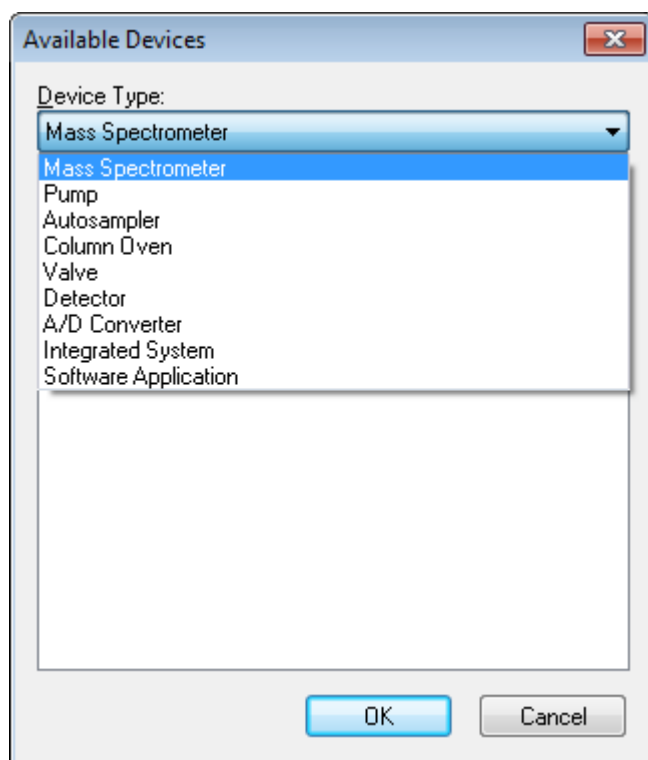 Available Devices
Device Type:
Mass Spectrometer
Mass Spectrometer
Pump
Autosampler
Column Oven
Valve
Detector
A/D Converter
Integrated System
Software Application
OK
Cancel